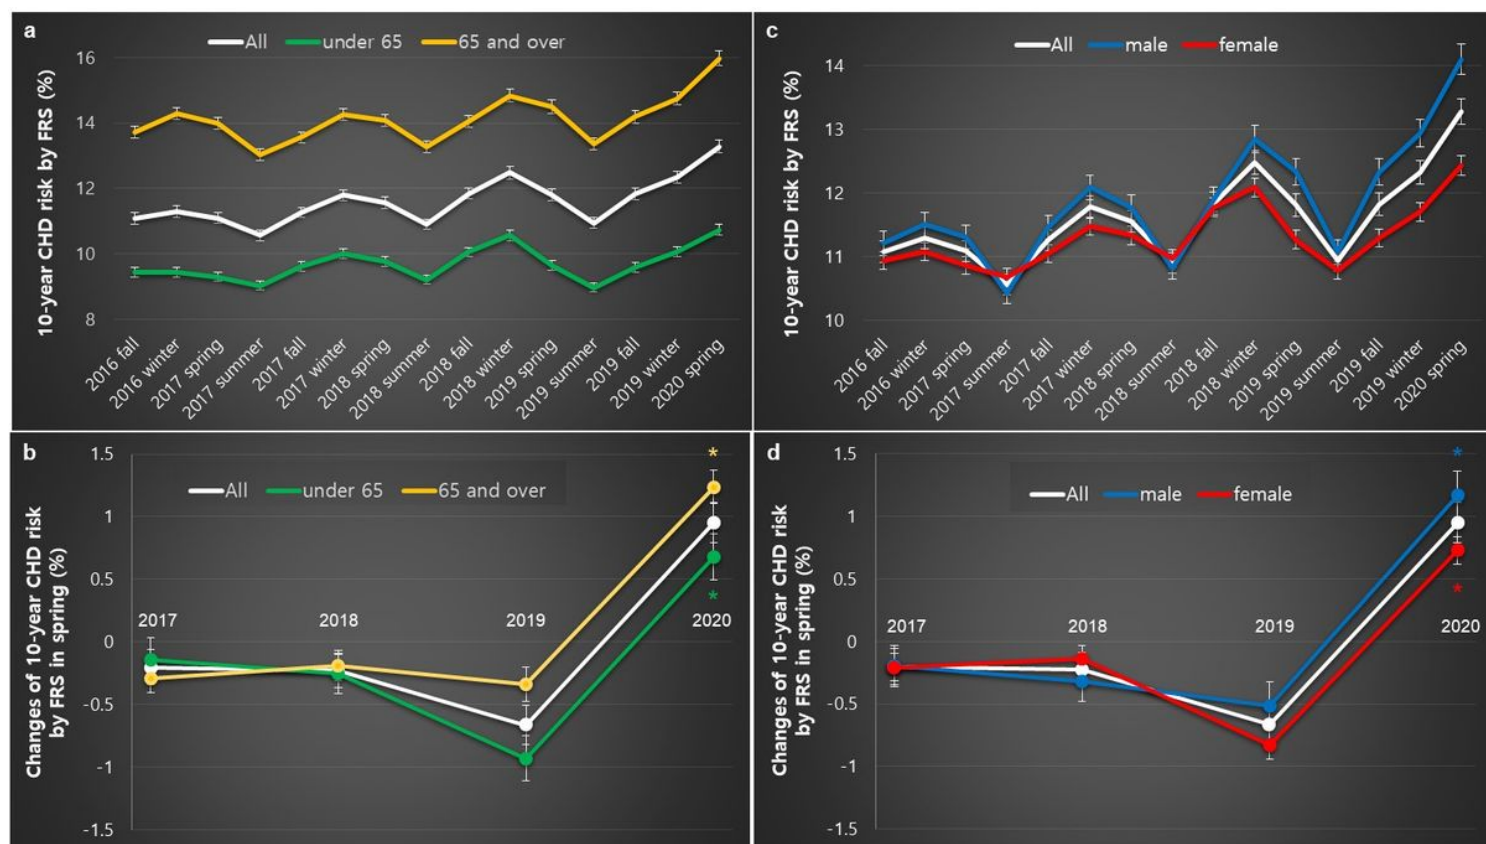 a
All under 65 65 and over
10-year CHD risk by FRS (%)
16
14
12
10
8
2016 fall
2016 winter
2017 spring
2017 summer
2017 fall
2017 winter
2018 spring
2018 summer
2018 fall
2018 winter
2019 spring
2019 summer
2019 fall
2019 winter
2020 spring
c
All male female
10-year CHD risk by FRS (%)
14
13
12
11
10
2016 fall
2016 winter
2017 spring
2017 summer
2017 fall
2017 winter
2018 spring
2018 summer
2018 fall
2018 winter
2019 spring
2019 summer
2019 fall
2019 winter
2020 spring
b
All under 65 65 and over
Changes of 10-year CHD risk
by FRS in spring (%)
1.5
1
0.5
0
-0.5
-1
-1.5
2017 2018 2019 2020
*
*
d
All male female
Changes of 10-year CHD risk
by FRS in spring (%)
1.5
1
0.5
0
-0.5
-1
-1.5
2017 2018 2019 2020
*
*